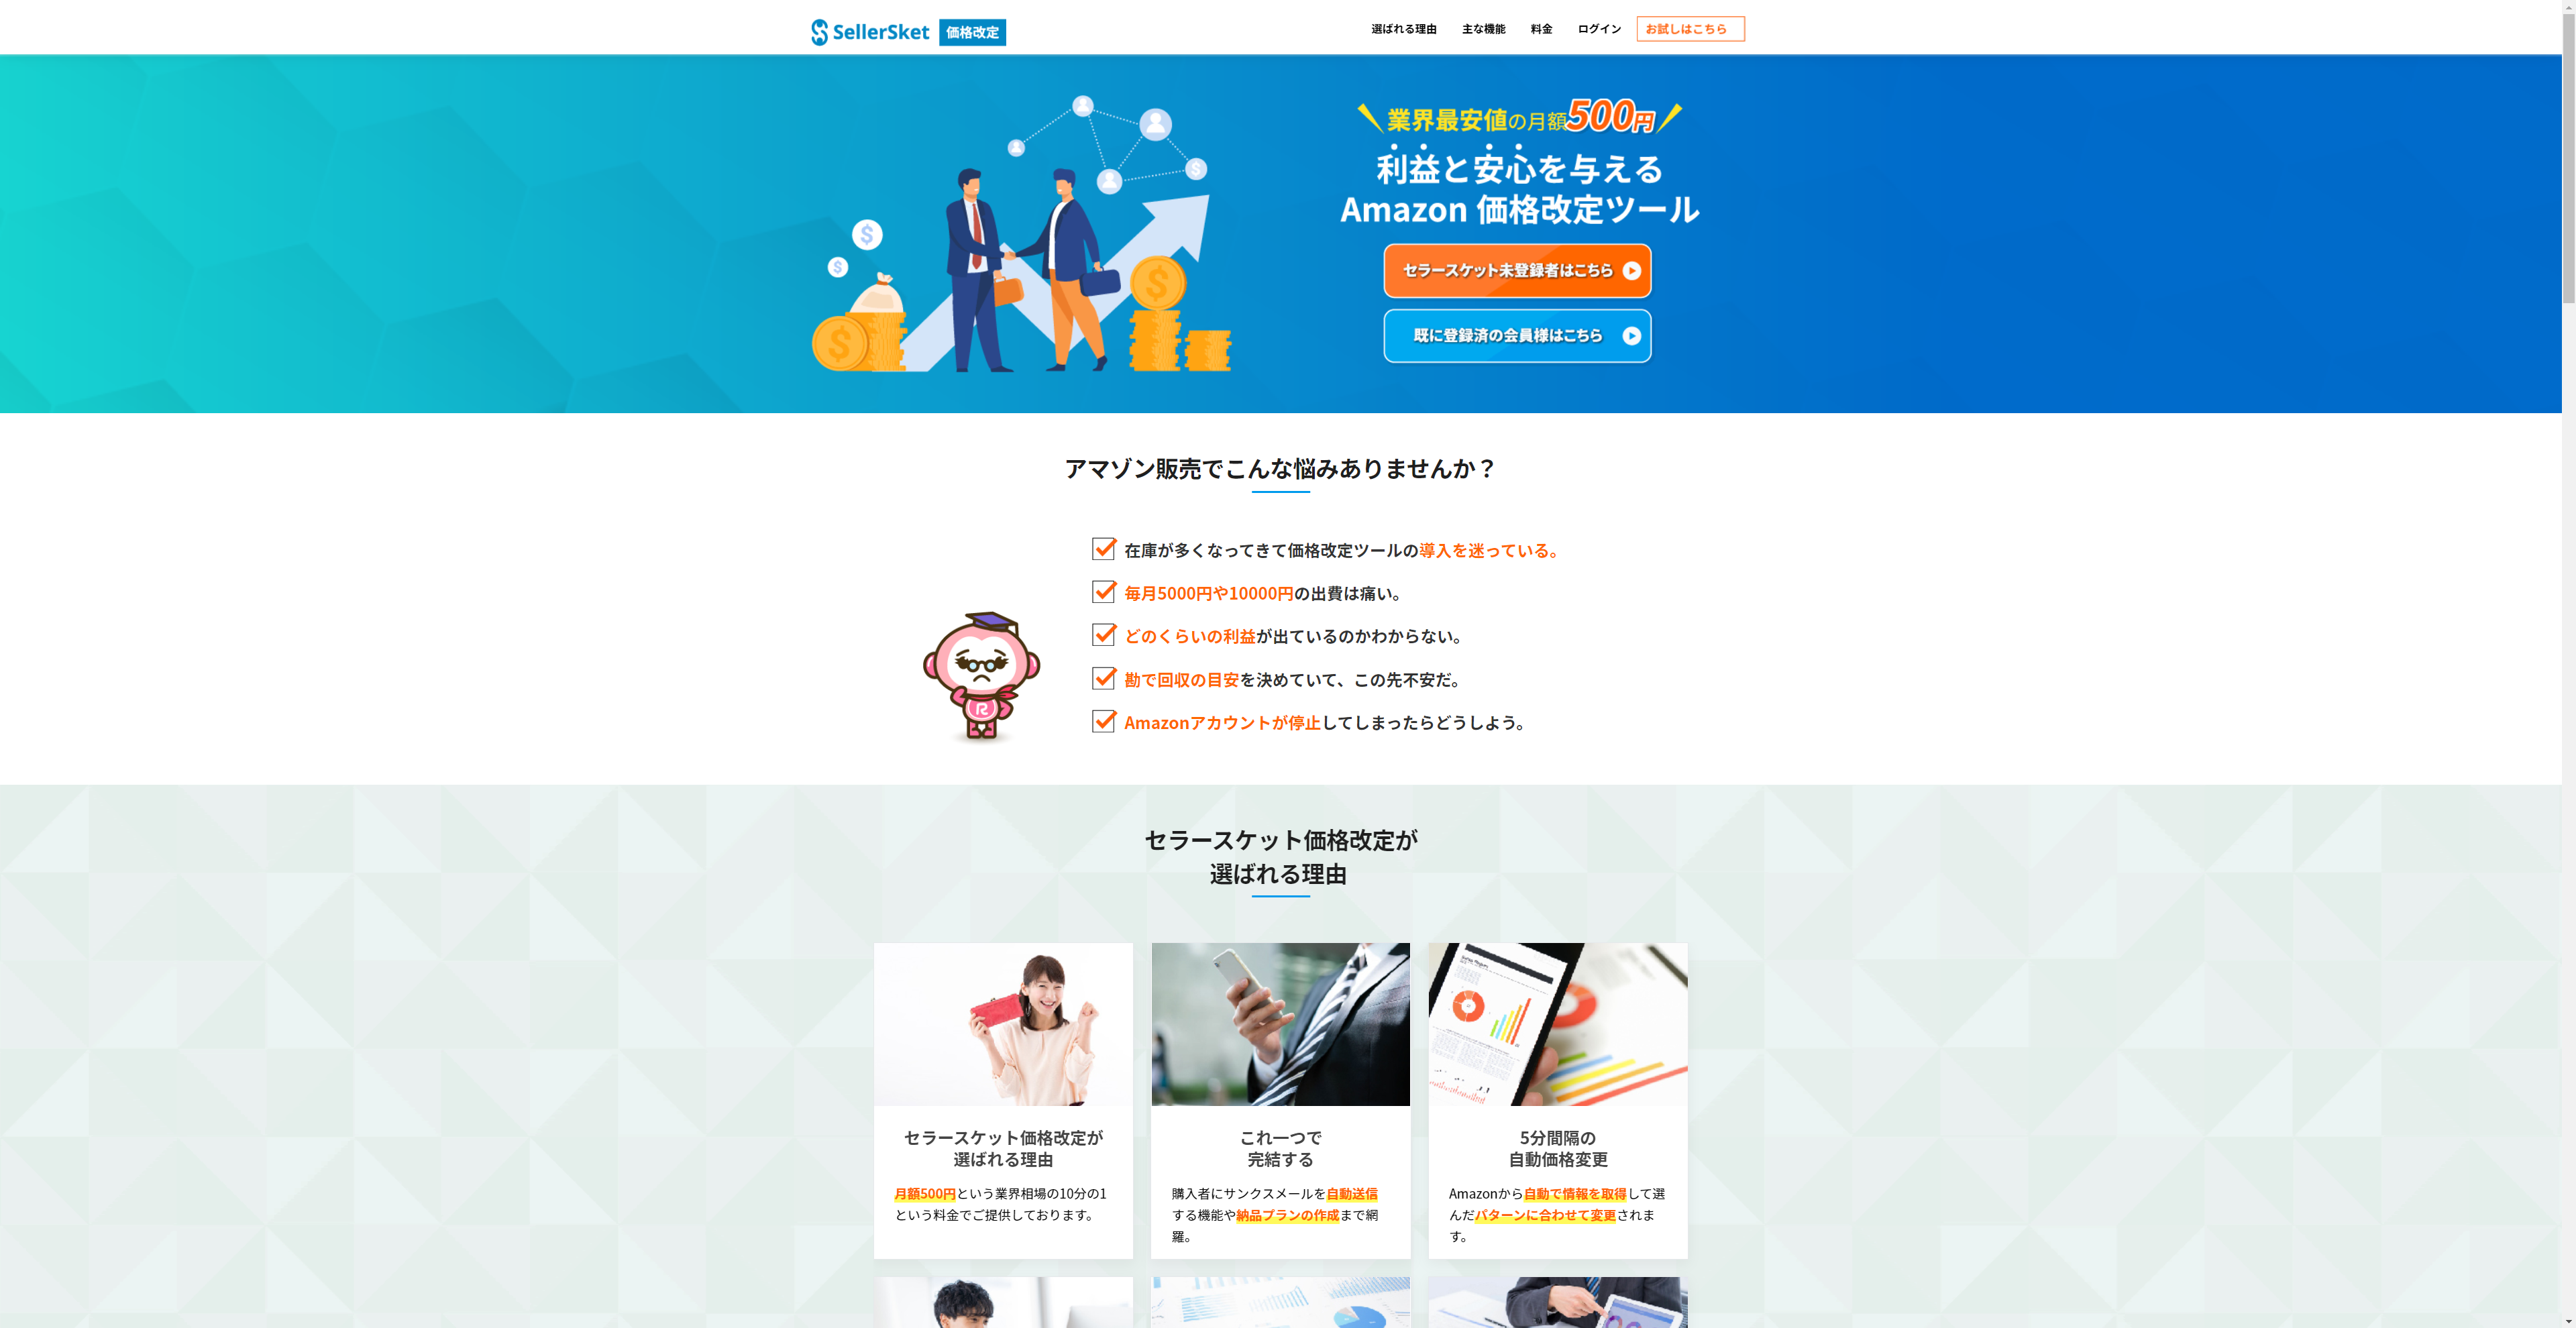 SellerSket 価格改定
選ばれる理由 主な機能 料金 ログイン お試しはこちら
業界最安値の月額500円
利益と安心を与える
Amazon 価格改定ツール
セラースケット未登録者はこちら
既に登録済の会員様はこちら
アマゾン販売でこんな悩みありませんか？
在庫が多くなってきて価格改定ツールの導入を迷っている。
毎月5000円や10000円の出費は痛い。
どのくらいの利益が出ているのかわからない。
勘で回収の目安を決めていて、この先不安だ。
Amazonアカウントが停止してしまったらどうしよう。
セラースケット価格改定が
選ばれる理由
セラースケット価格改定が
選ばれる理由
月額500円という業界相場の10分の1
という料金でご提供しております。
これ一つで
完結する
購入者にサンクスメールを自動送信
する機能や納品プランの作成まで網
羅。
5分間隔の
自動価格変更
Amazonから自動で情報を取得して選
んだパターンに合わせて変更されま
す。